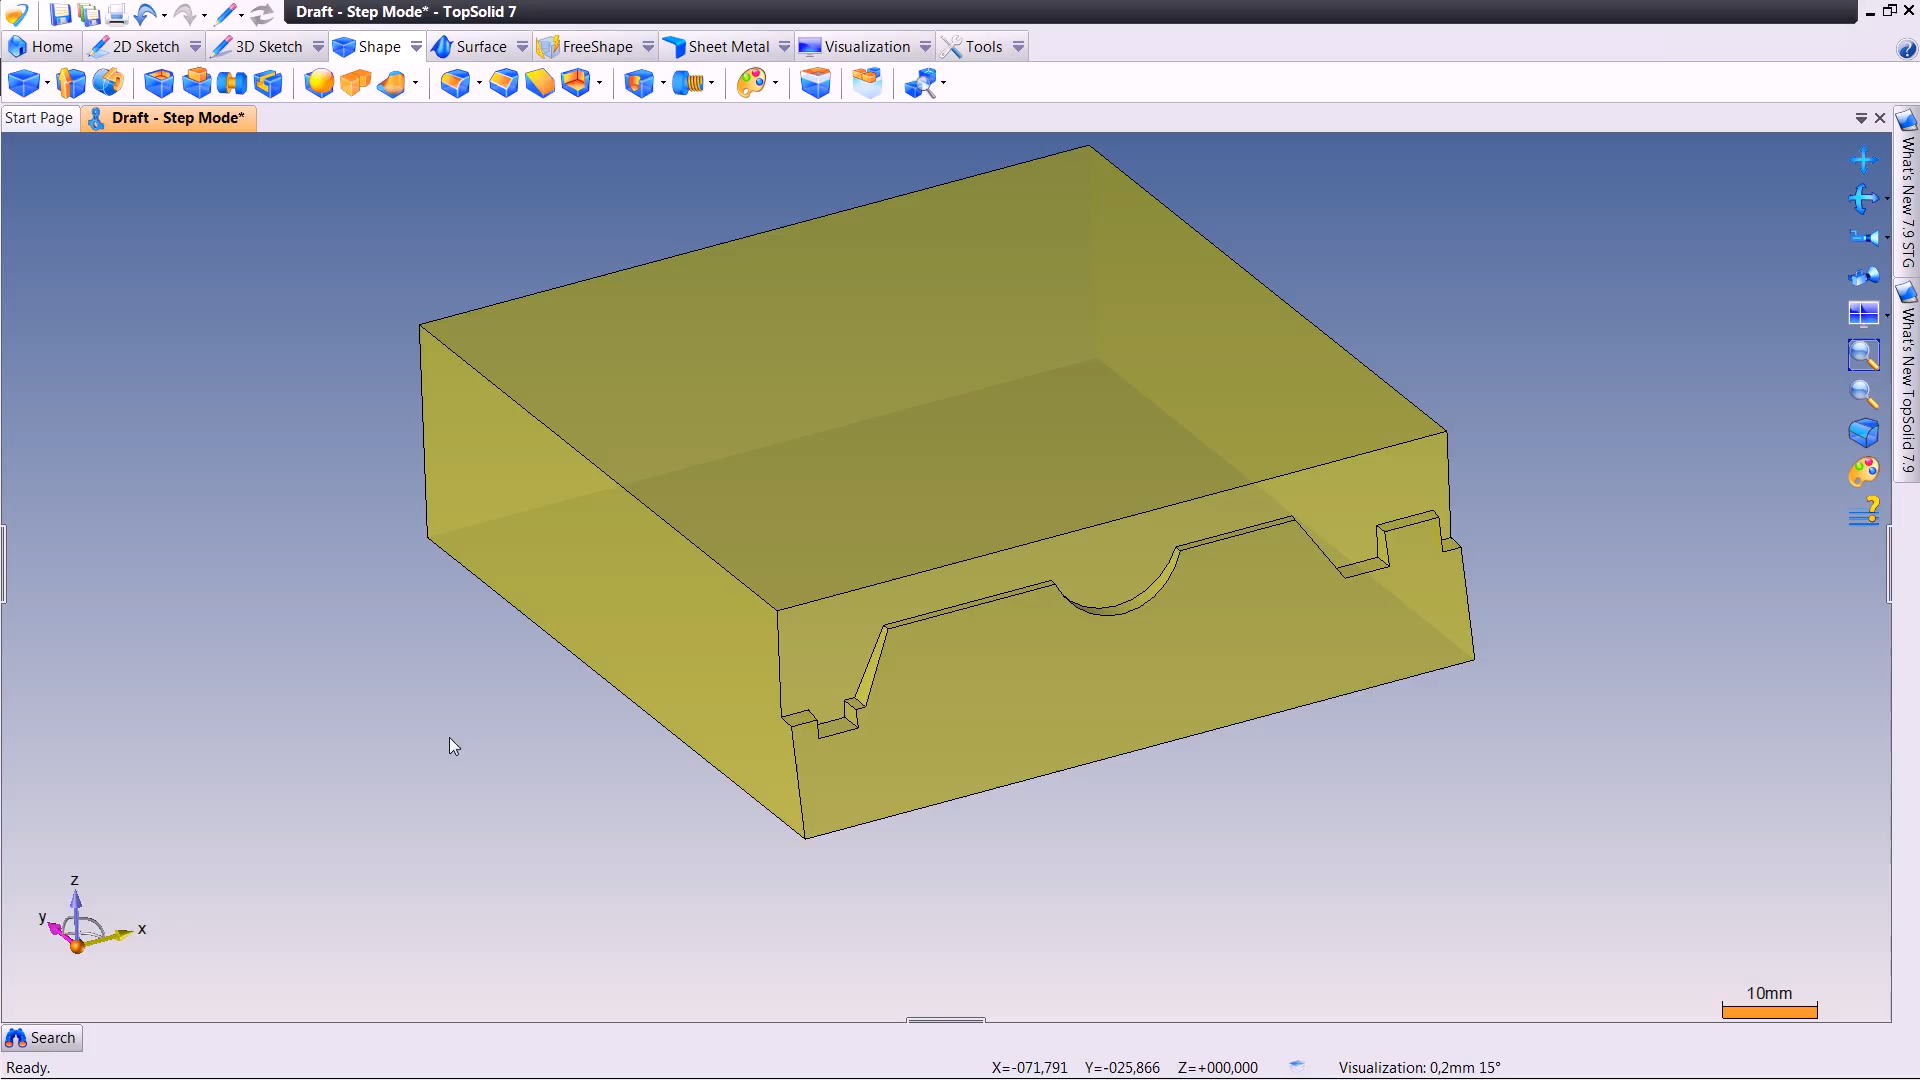 Draft - Step Mode* - TopSolid 7
Home
2D Sketch
3D Sketch
Shape
Surface
FreeShape
Sheet Metal
Visualization
Tools
Start Page
Draft - Step Mode*
What's New 7.9 STG
What's New TopSolid 7.9
z
y
x
10mm
Search
Ready.
X=-071,791 Y=-025,866 Z=+000,000 Visualization: 0,2mm 15°